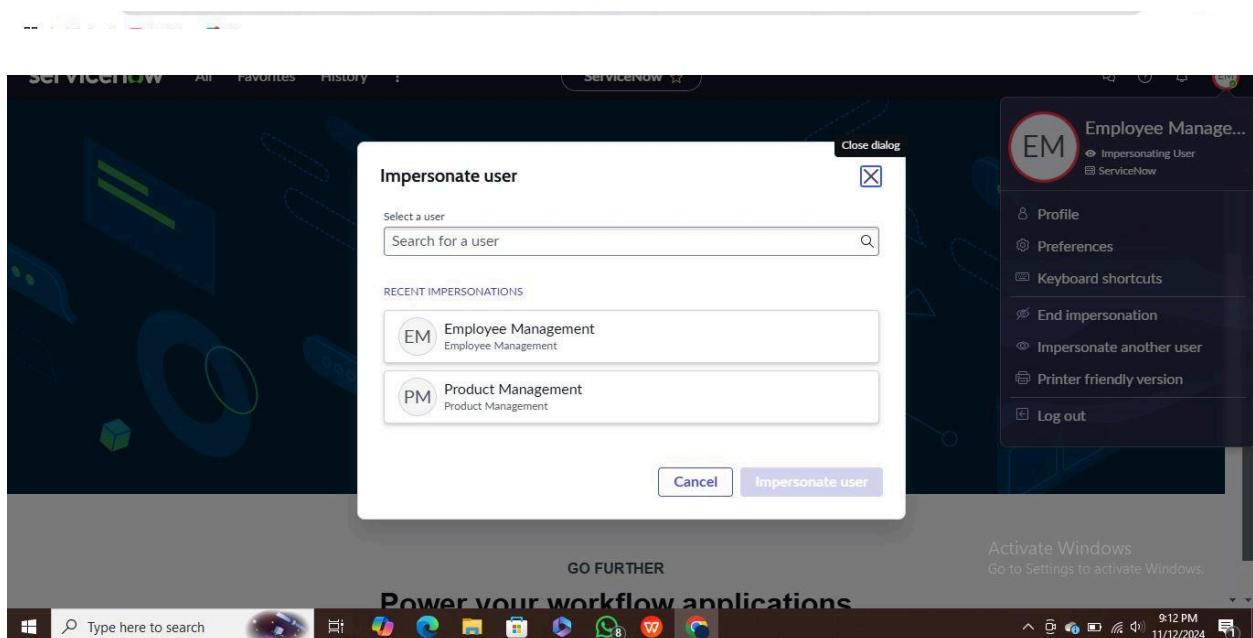 servicenow All Favorites History ServiceNow
Close dialog
Impersonate user
Select a user
Search for a user
RECENT IMPERSONATIONS
EM Employee Management
Employee Management
PM Product Management
Product Management
Cancel Impersonate user
EM Employee Manage...
Impersonating User
ServiceNow
Profile
Preferences
Keyboard shortcuts
End impersonation
Impersonate another user
Printer friendly version
Log out
GO FURTHER
Power your workflow applications
Activate Windows
Go to Settings to activate Windows.
Type here to search
8
9:12 PM
11/12/2024